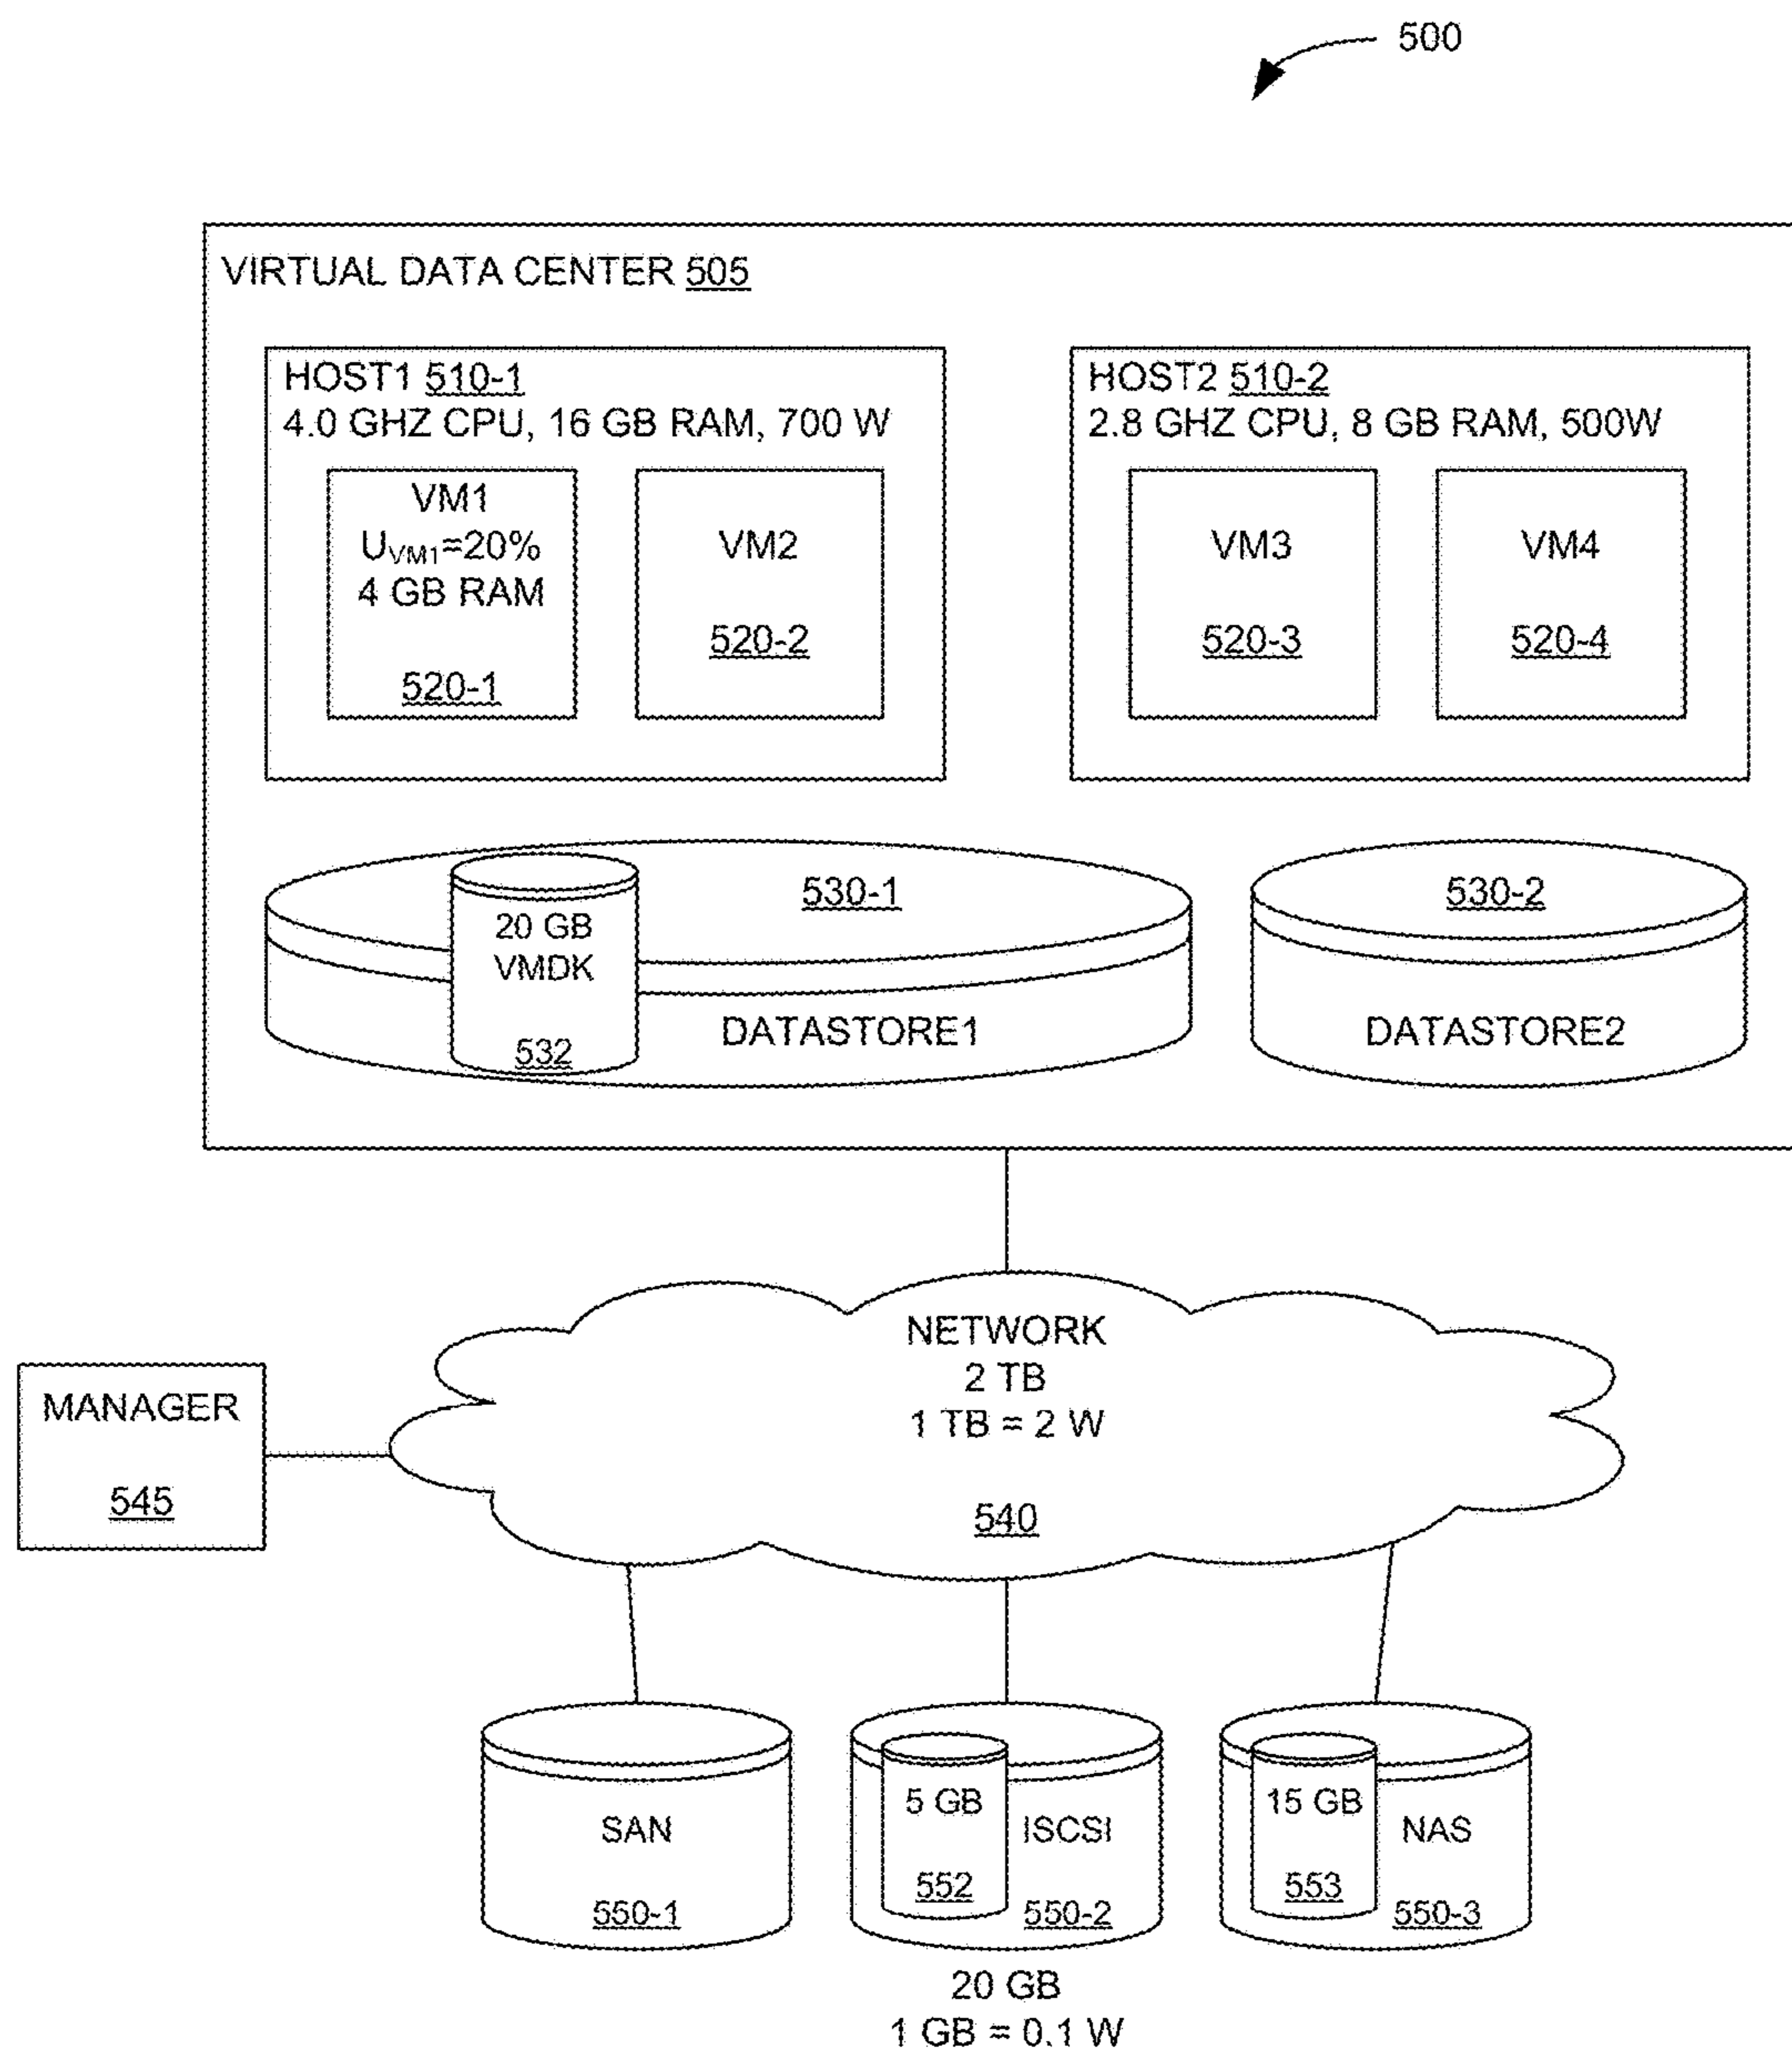 500
VIRTUAL DATA CENTER 505
HOST1 510-1
4.0 GHZ CPU, 16 GB RAM, 700 W
VM1
UVM1=20%
4 GB RAM
520-1
VM2
520-2
HOST2 510-2
2.8 GHZ CPU, 8 GB RAM, 500W
VM3
520-3
VM4
520-4
530-1
20 GB
VMDK
532
DATASTORE1
530-2
DATASTORE2
NETWORK
2 TB
1 TB = 2 W
540
MANAGER
545
SAN
550-1
5 GB
552
ISCSI
550-2
15 GB
553
NAS
550-3
20 GB
1 GB = 0.1 W